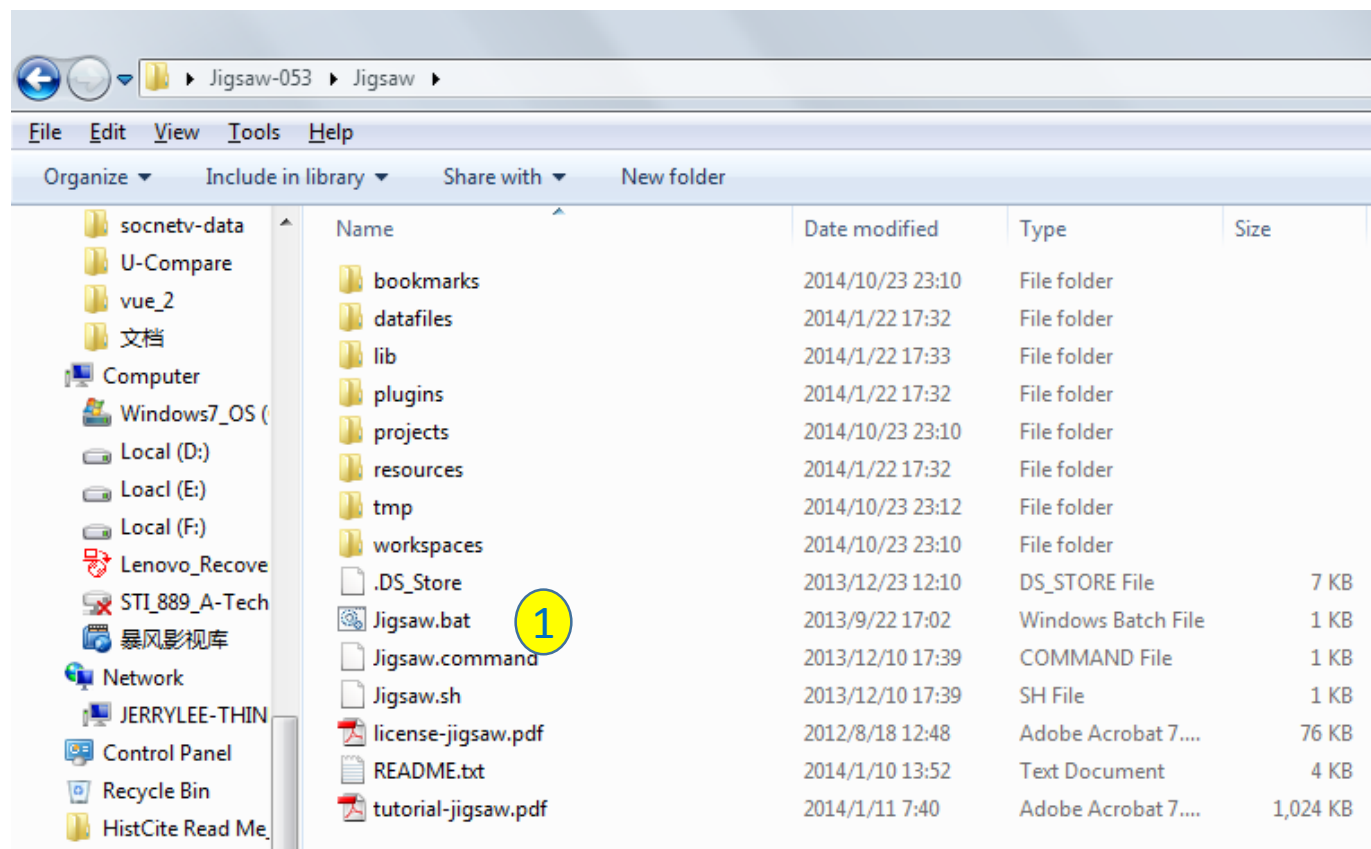 Jigsaw-053 Jigsaw
File Edit View Tools Help
Organize Include in library Share with New folder
socnetv-data
U-Compare
vue_2
文档
Computer
Windows7_OS (
Local (D:)
Loacl (E:)
Local (F:)
Lenovo_Recove
STI_889_A-Tech
暴风影视库
Network
JERRYLEE-THIN
Control Panel
Recycle Bin
HistCite Read Me_
Name Date modified Type Size
bookmarks 2014/10/23 23:10 File folder
datafiles 2014/1/22 17:32 File folder
lib 2014/1/22 17:33 File folder
plugins 2014/1/22 17:32 File folder
projects 2014/10/23 23:10 File folder
resources 2014/1/22 17:32 File folder
tmp 2014/10/23 23:12 File folder
workspaces 2014/10/23 23:10 File folder
.DS_Store 2013/12/23 12:10 DS_STORE File 7 KB
Jigsaw.bat 1 2013/9/22 17:02 Windows Batch File 1 KB
Jigsaw.command 2013/12/10 17:39 COMMAND File 1 KB
Jigsaw.sh 2013/12/10 17:39 SH File 1 KB
license-jigsaw.pdf 2012/8/18 12:48 Adobe Acrobat 7.... 76 KB
README.txt 2014/1/10 13:52 Text Document 4 KB
tutorial-jigsaw.pdf 2014/1/11 7:40 Adobe Acrobat 7.... 1,024 KB